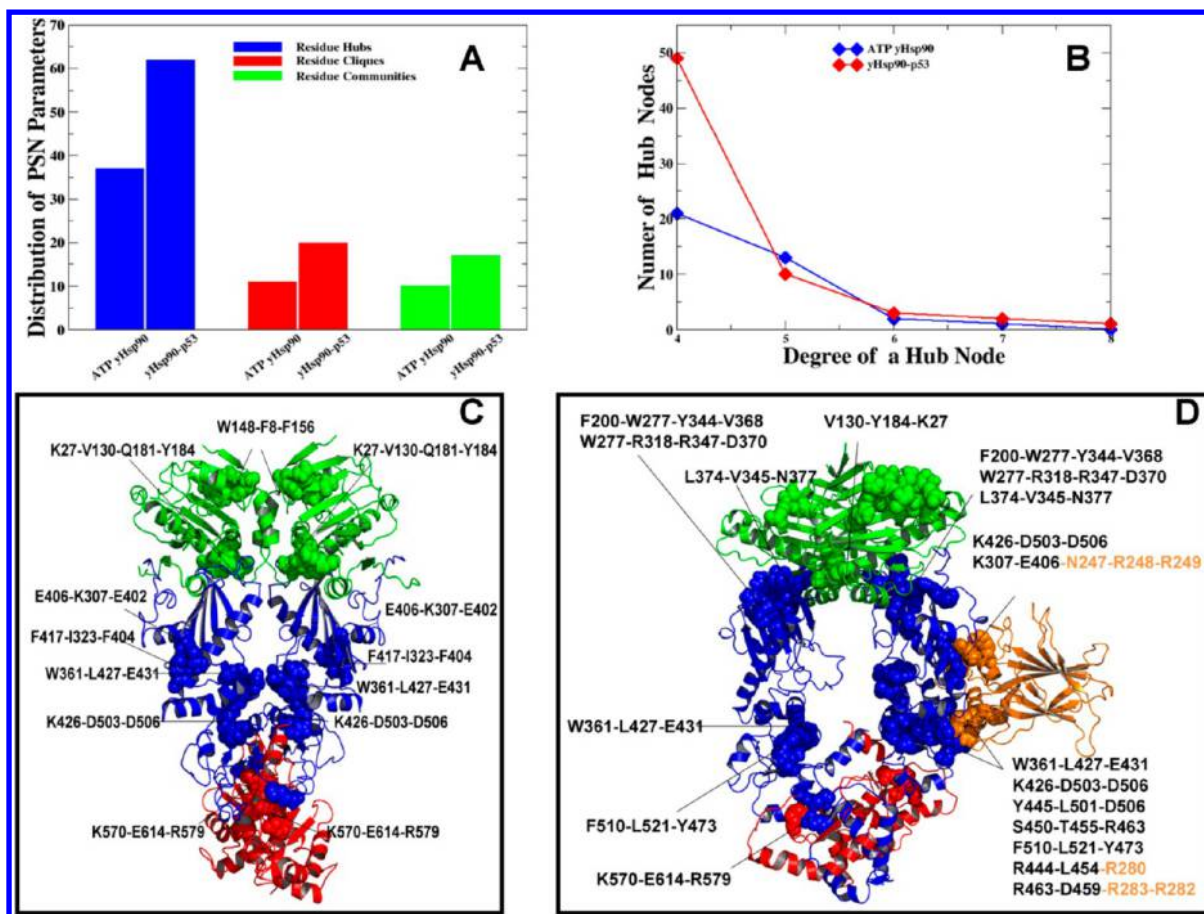 A
Distribution of PSN Parameters
70
60
50
40
30
20
10
0
Residue Hubs
Residue Cliques
Residue Communities
ATP yHsp90
yHsp90-p53
ATP yHsp90
yHsp90-p53
ATP yHsp90
yHsp90-p53
B
Numer of Hub Nodes
50
40
30
20
10
0
ATP yHsp90
yHsp90-p53
4
5
6
7
8
Degree of a Hub Node
C
W148-F8-F156
K27-V130-Q181-Y184
K27-V130-Q181-Y184
E406-K307-E402
E406-K307-E402
F417-I323-F404
F417-I323-F404
W361-L427-E431
W361-L427-E431
K426-D503-D506
K426-D503-D506
K570-E614-R579
K570-E614-R579
D
F200-W277-Y344-V368
W277-R318-R347-D370
V130-Y184-K27
L374-V345-N377
F200-W277-Y344-V368
W277-R318-R347-D370
L374-V345-N377
K426-D503-D506
K307-E406-N247-R248-R249
W361-L427-E431
F510-L521-Y473
K570-E614-R579
W361-L427-E431
K426-D503-D506
Y445-L501-D506
S450-T455-R463
F510-L521-Y473
R444-L454-R280
R463-D459-R283-R282